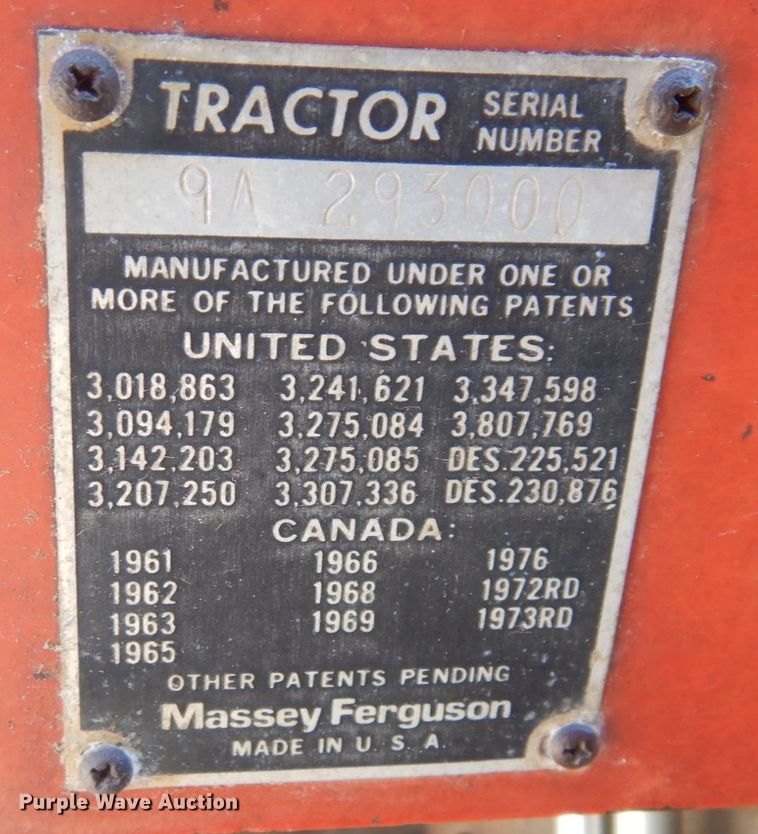 TRACTOR SERIAL NUMBER
9A 293000
MANUFACTURED UNDER ONE OR
MORE OF THE FOLLOWING PATENTS
UNITED STATES:
3,018,863 3,241,621 3,347,598
3,094,179 3,275,084 3,807,769
3,142,203 3,275,085 DES.225,521
3,207,250 3,307,336 DES.230,876
CANADA:
1961 1966 1976
1962 1968 1972RD
1963 1969 1973RD
1965
OTHER PATENTS PENDING
Massey Ferguson
MADE IN U.S.A.
Purple Wave Auction